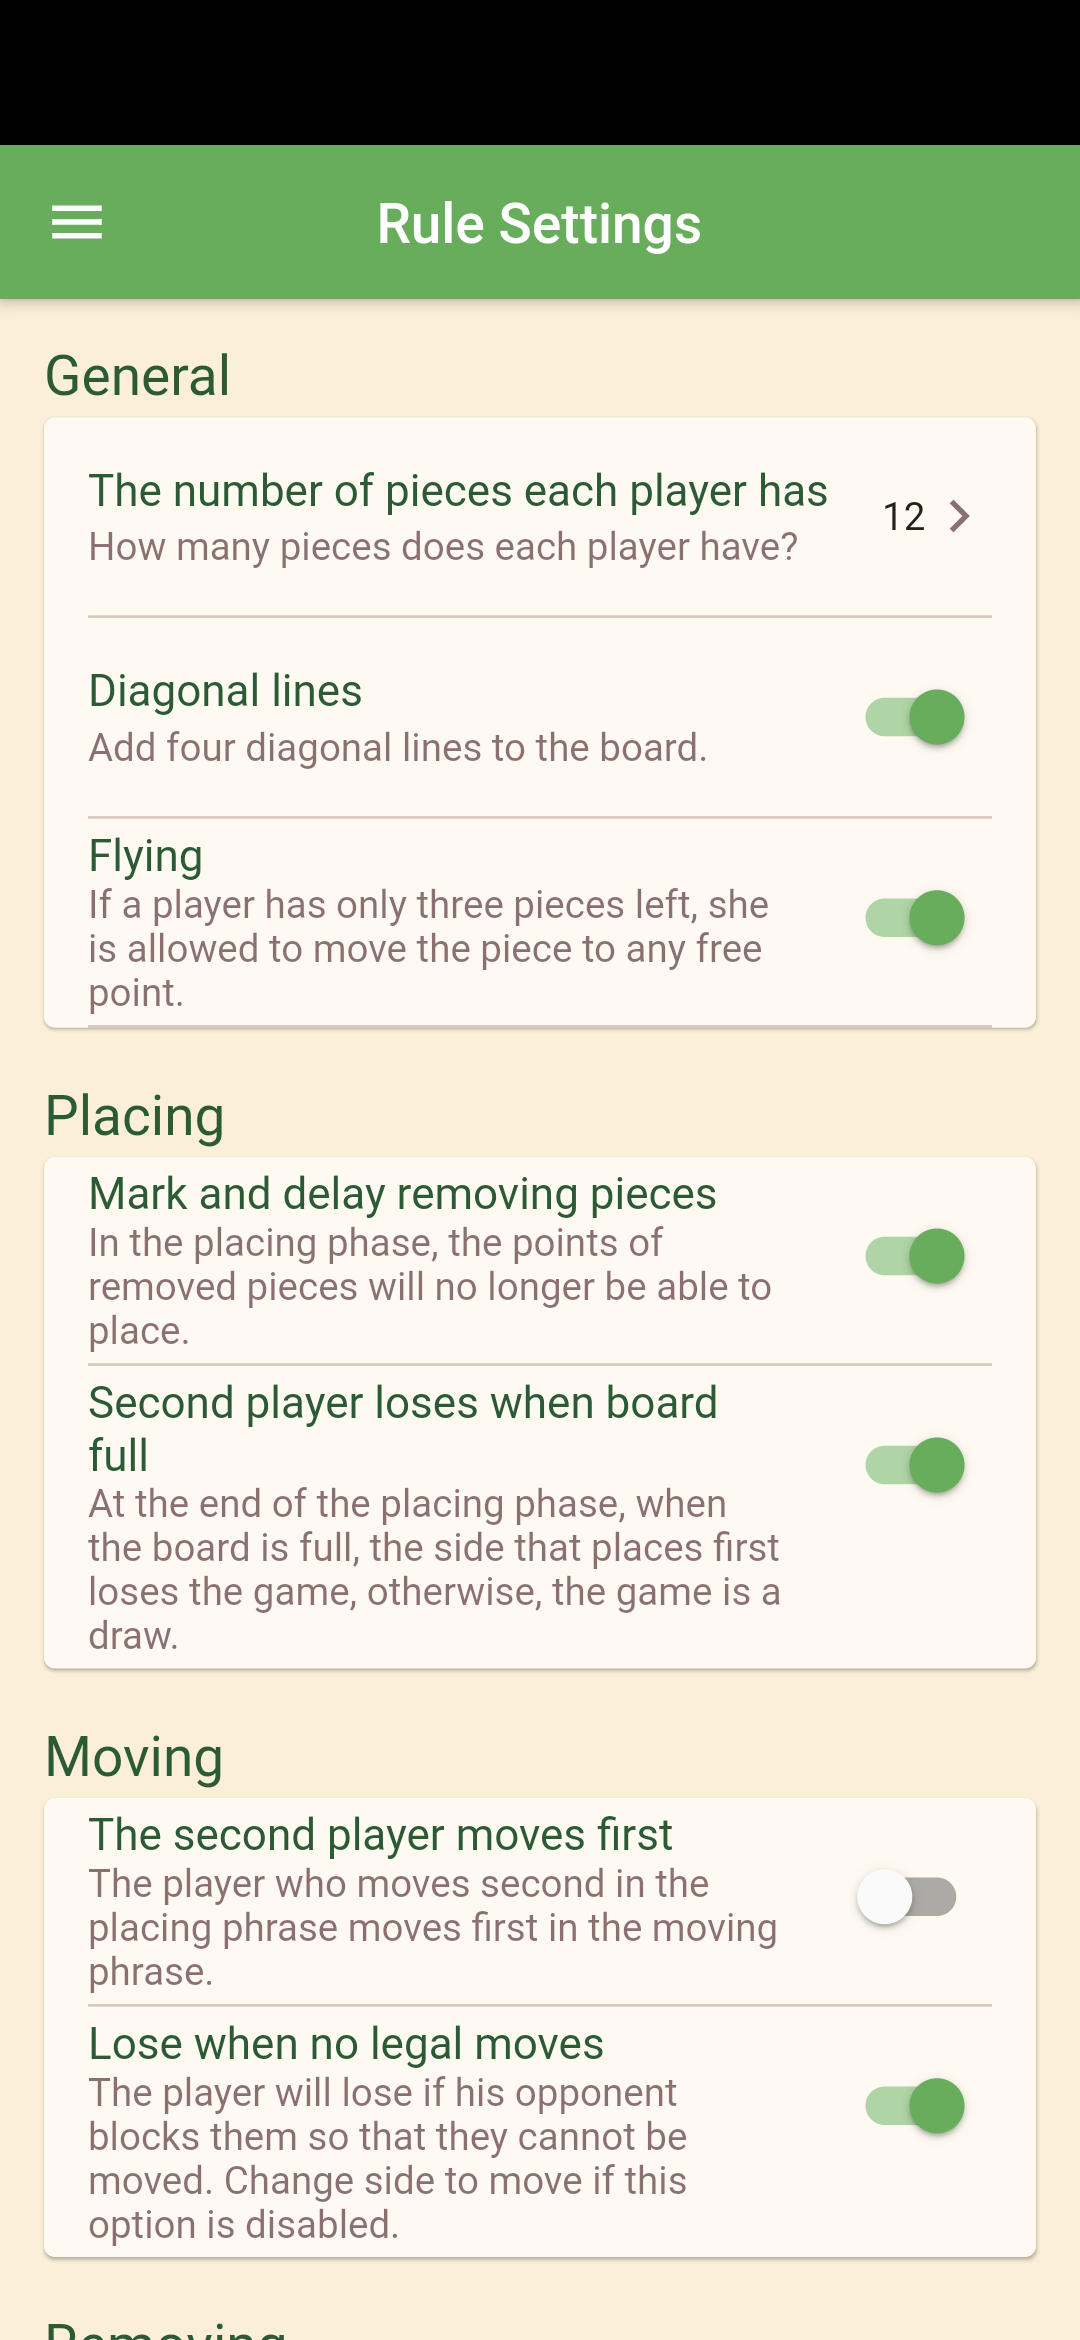 Rule Settings
General
The number of pieces each player has
How many pieces does each player have?
12
Diagonal lines
Add four diagonal lines to the board.
Flying
If a player has only three pieces left, she
is allowed to move the piece to any free
point.
Placing
Mark and delay removing pieces
In the placing phase, the points of
removed pieces will no longer be able to
place.
Second player loses when board
full
At the end of the placing phase, when
the board is full, the side that places first
loses the game, otherwise, the game is a
draw.
Moving
The second player moves first
The player who moves second in the
placing phrase moves first in the moving
phrase.
Lose when no legal moves
The player will lose if his opponent
blocks them so that they cannot be
moved. Change side to move if this
option is disabled.
Removing